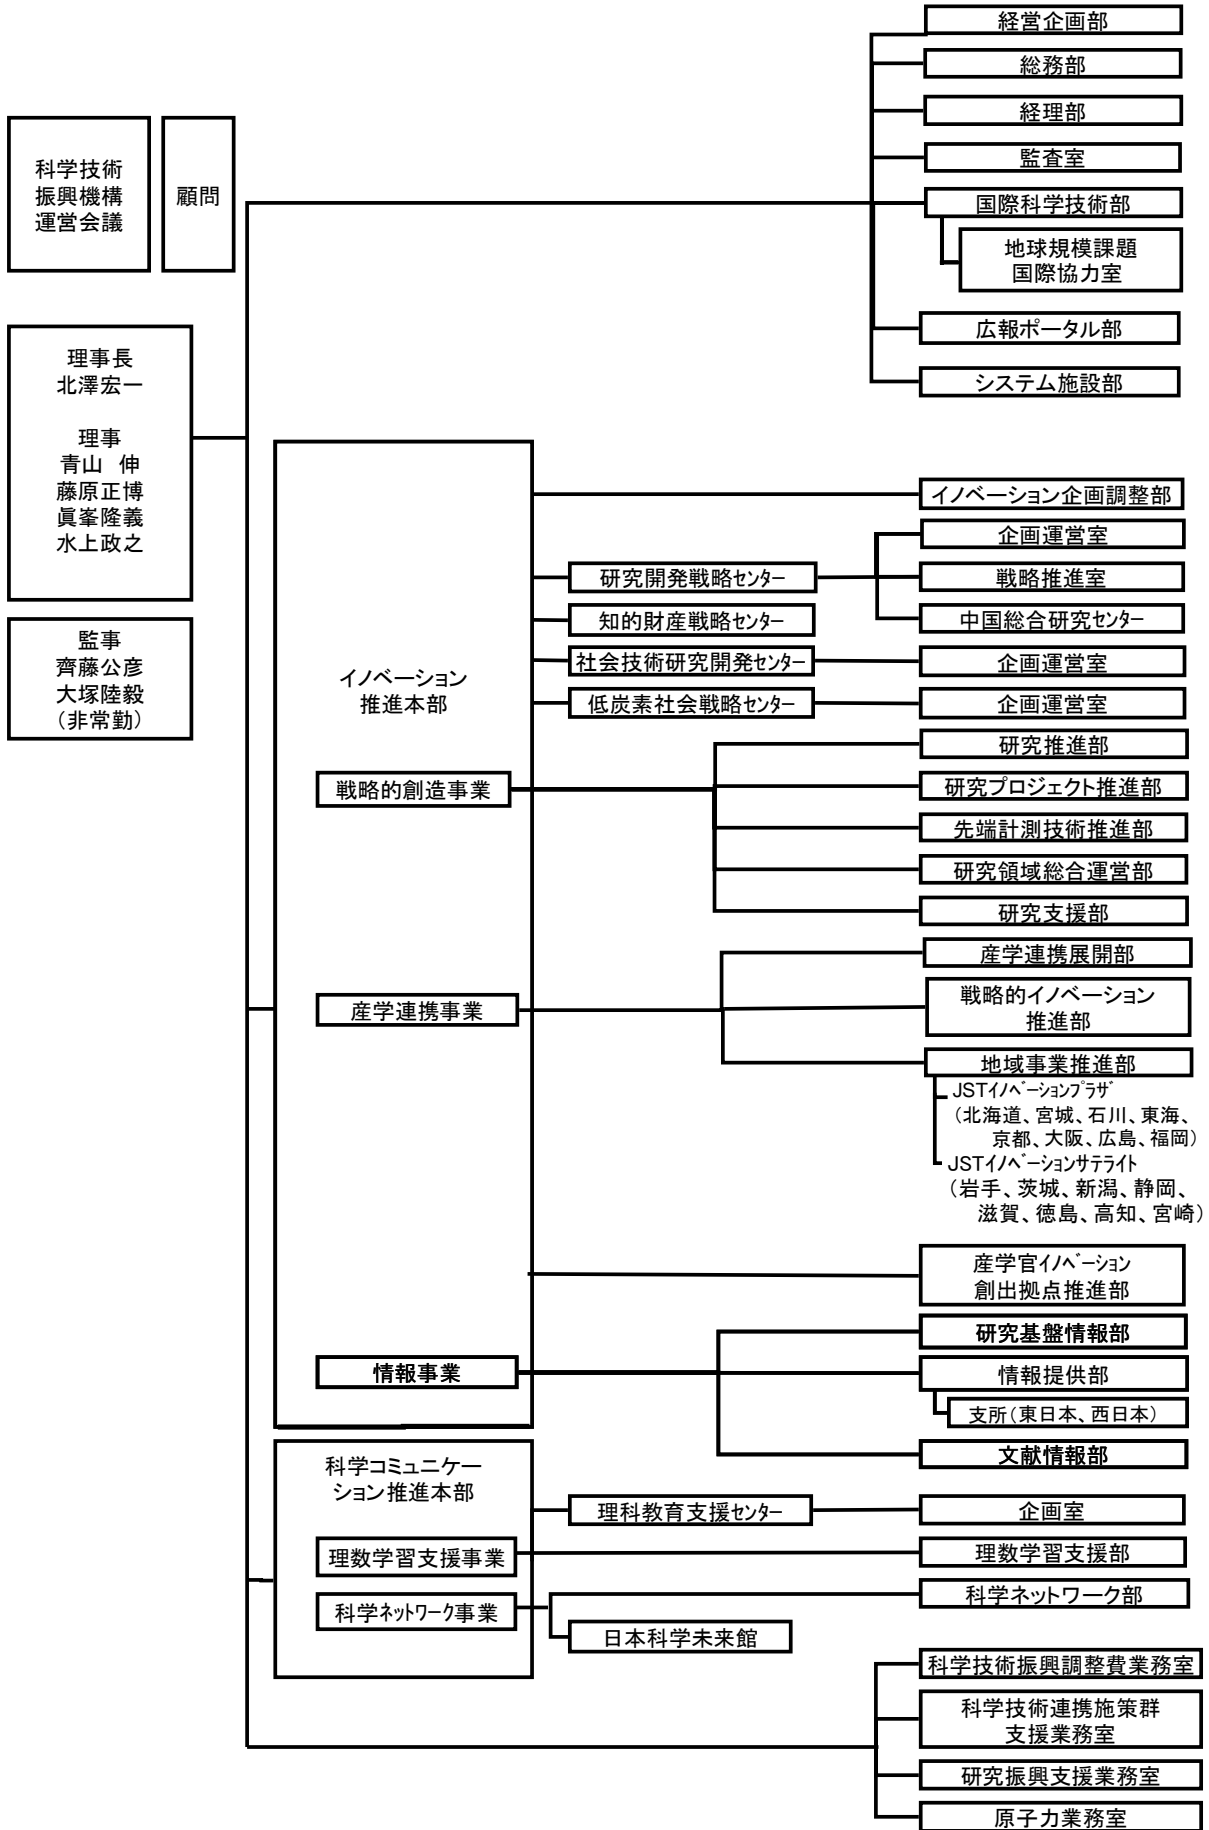 科学技術
振興機構
運営会議
顧問
理事長
北澤宏一
理事
青山　伸
藤原正博
眞峯隆義
水上政之
監事
齊藤公彦
大塚陸毅
(非常勤)
経営企画部
総務部
経理部
監査室
国際科学技術部
地球規模課題
国際協力室
広報ポータル部
システム施設部
イノベーション
推進本部
イノベーション企画調整部
研究開発戦略ｾﾝﾀｰ
企画運営室
戦略推進室
中国総合研究ｾﾝﾀｰ
知的財産戦略ｾﾝﾀｰ
社会技術研究開発ｾﾝﾀｰ
企画運営室
低炭素社会戦略ｾﾝﾀｰ
企画運営室
戦略的創造事業
研究推進部
研究プロジェクト推進部
先端計測技術推進部
研究領域総合運営部
研究支援部
産学連携事業
産学連携展開部
戦略的イノベーション
推進部
地域事業推進部
JSTｲﾉﾍﾞｰｼｮﾝﾌﾟﾗｻﾞ
(北海道、宮城、石川、東海、
京都、大阪、広島、福岡)
JSTｲﾉﾍﾞｰｼｮﾝｻﾃﾗｲﾄ
(岩手、茨城、新潟、静岡、
滋賀、徳島、高知、宮崎)
産学官ｲﾉﾍﾞｰｼｮﾝ
創出拠点推進部
情報事業
研究基盤情報部
情報提供部
支所(東日本、西日本)
文献情報部
科学コミュニケー
ション推進本部
理科教育支援ｾﾝﾀｰ
企画室
理数学習支援事業
理数学習支援部
科学ﾈｯﾄﾜｰｸ事業
科学ネットワーク部
日本科学未来館
科学技術振興調整費業務室
科学技術連携施策群
支援業務室
研究振興支援業務室
原子力業務室